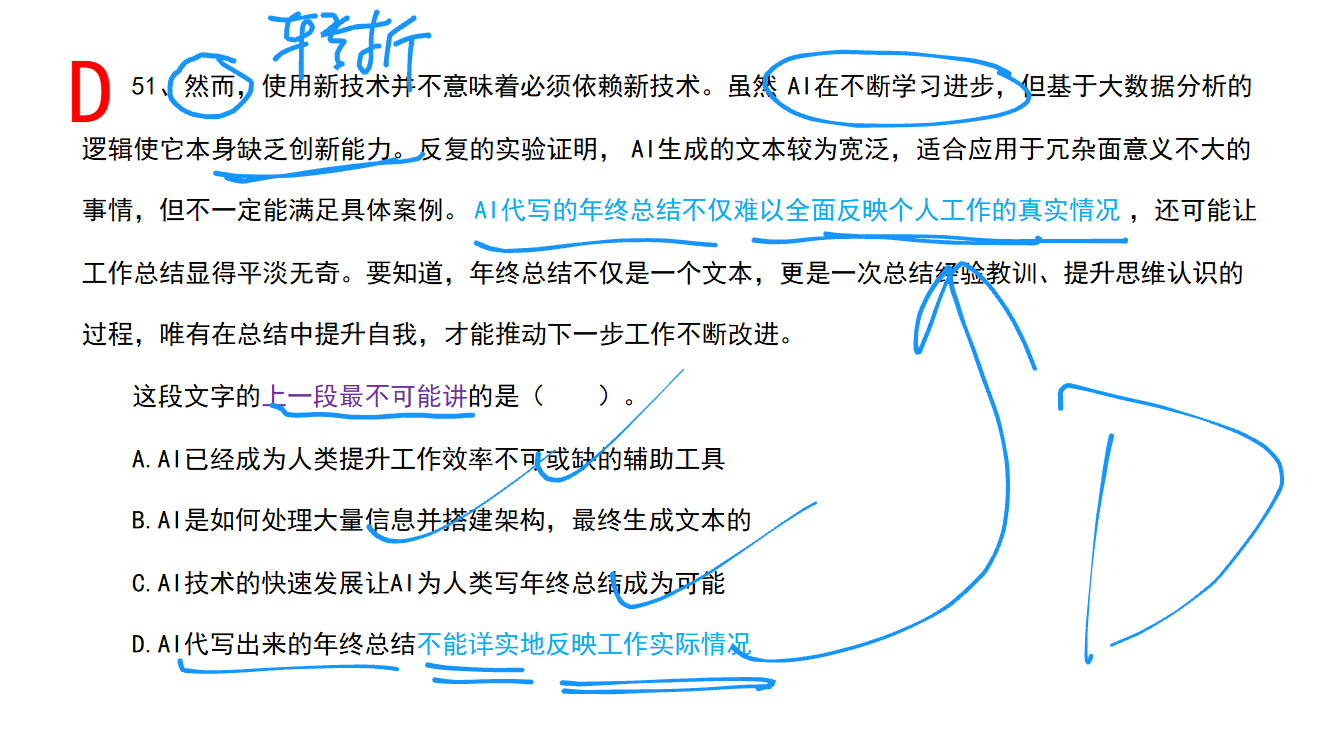 转折
D 51、然而，使用新技术并不意味着必须依赖新技术。虽然 AI在不断学习进步，但基于大数据分析的
逻辑使它本身缺乏创新能力。反复的实验证明， AI生成的文本较为宽泛，适合应用于冗杂面意义不大的
事情，但不一定能满足具体案例。AI代写的年终总结不仅难以全面反映个人工作的真实情况 ，还可能让
工作总结显得平淡无奇。要知道，年终总结不仅是一个文本，更是一次总结经验教训、提升思维认识的
过程，唯有在总结中提升自我，才能推动下一步工作不断改进。
这段文字的上一段最不可能讲的是（ ）。
A.AI已经成为人类提升工作效率不可或缺的辅助工具
B.AI是如何处理大量信息并搭建架构，最终生成文本的
C.AI技术的快速发展让AI为人类写年终总结成为可能
D.AI代写出来的年终总结不能详实地反映工作实际情况
D